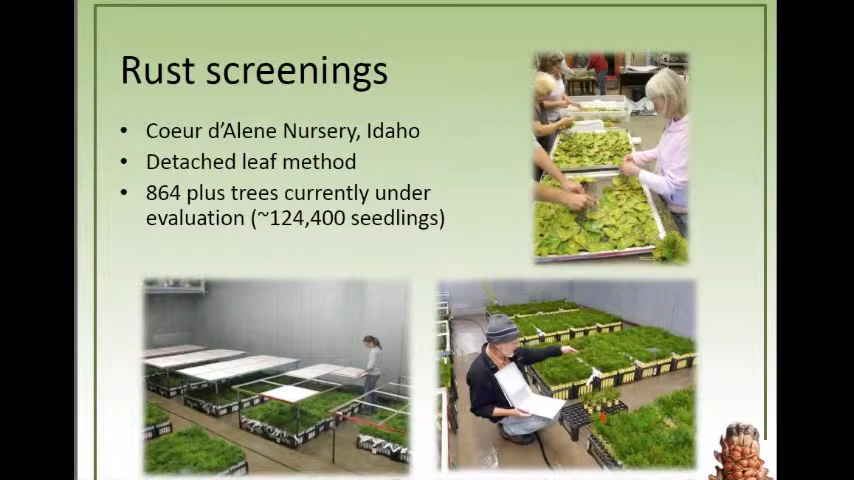 Rust screenings
• Coeur d’Alene Nursery, Idaho
• Detached leaf method
• 864 plus trees currently under
evaluation (~124,400 seedlings)